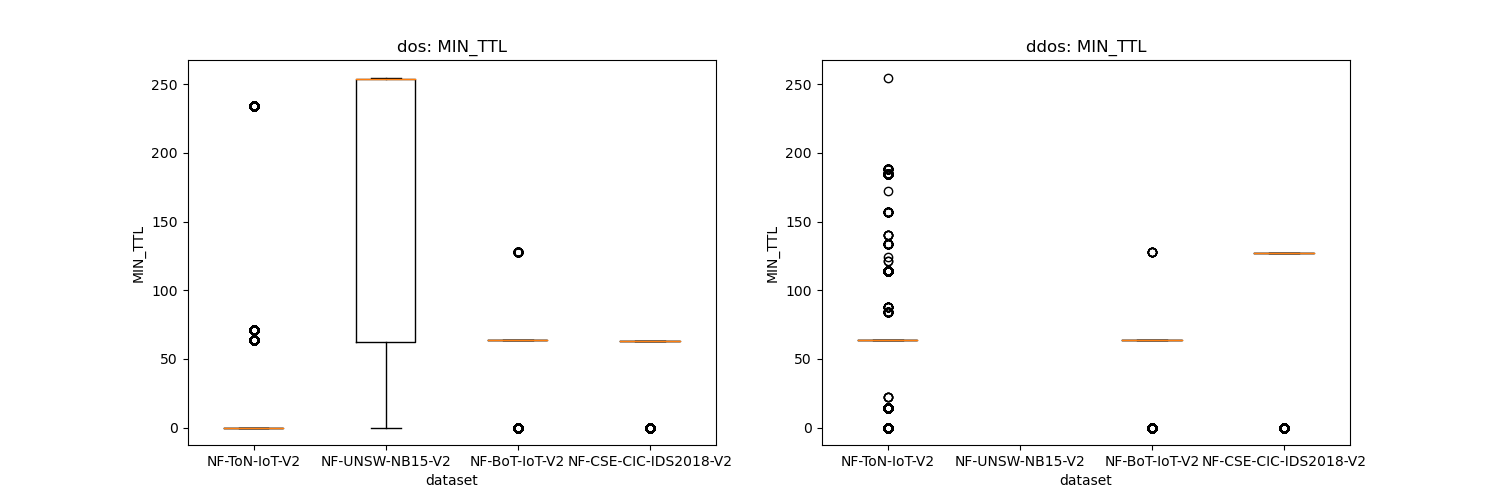 dos: MIN_TTL
MIN_TTL
250
200
150
100
50
0
NF-ToN-IoT-V2 NF-UNSW-NB15-V2 NF-BoT-IoT-V2 NF-CSE-CIC-IDS2018-V2
dataset
ddos: MIN_TTL
MIN_TTL
250
200
150
100
50
0
NF-ToN-IoT-V2 NF-UNSW-NB15-V2 NF-BoT-IoT-V2 NF-CSE-CIC-IDS2018-V2
dataset